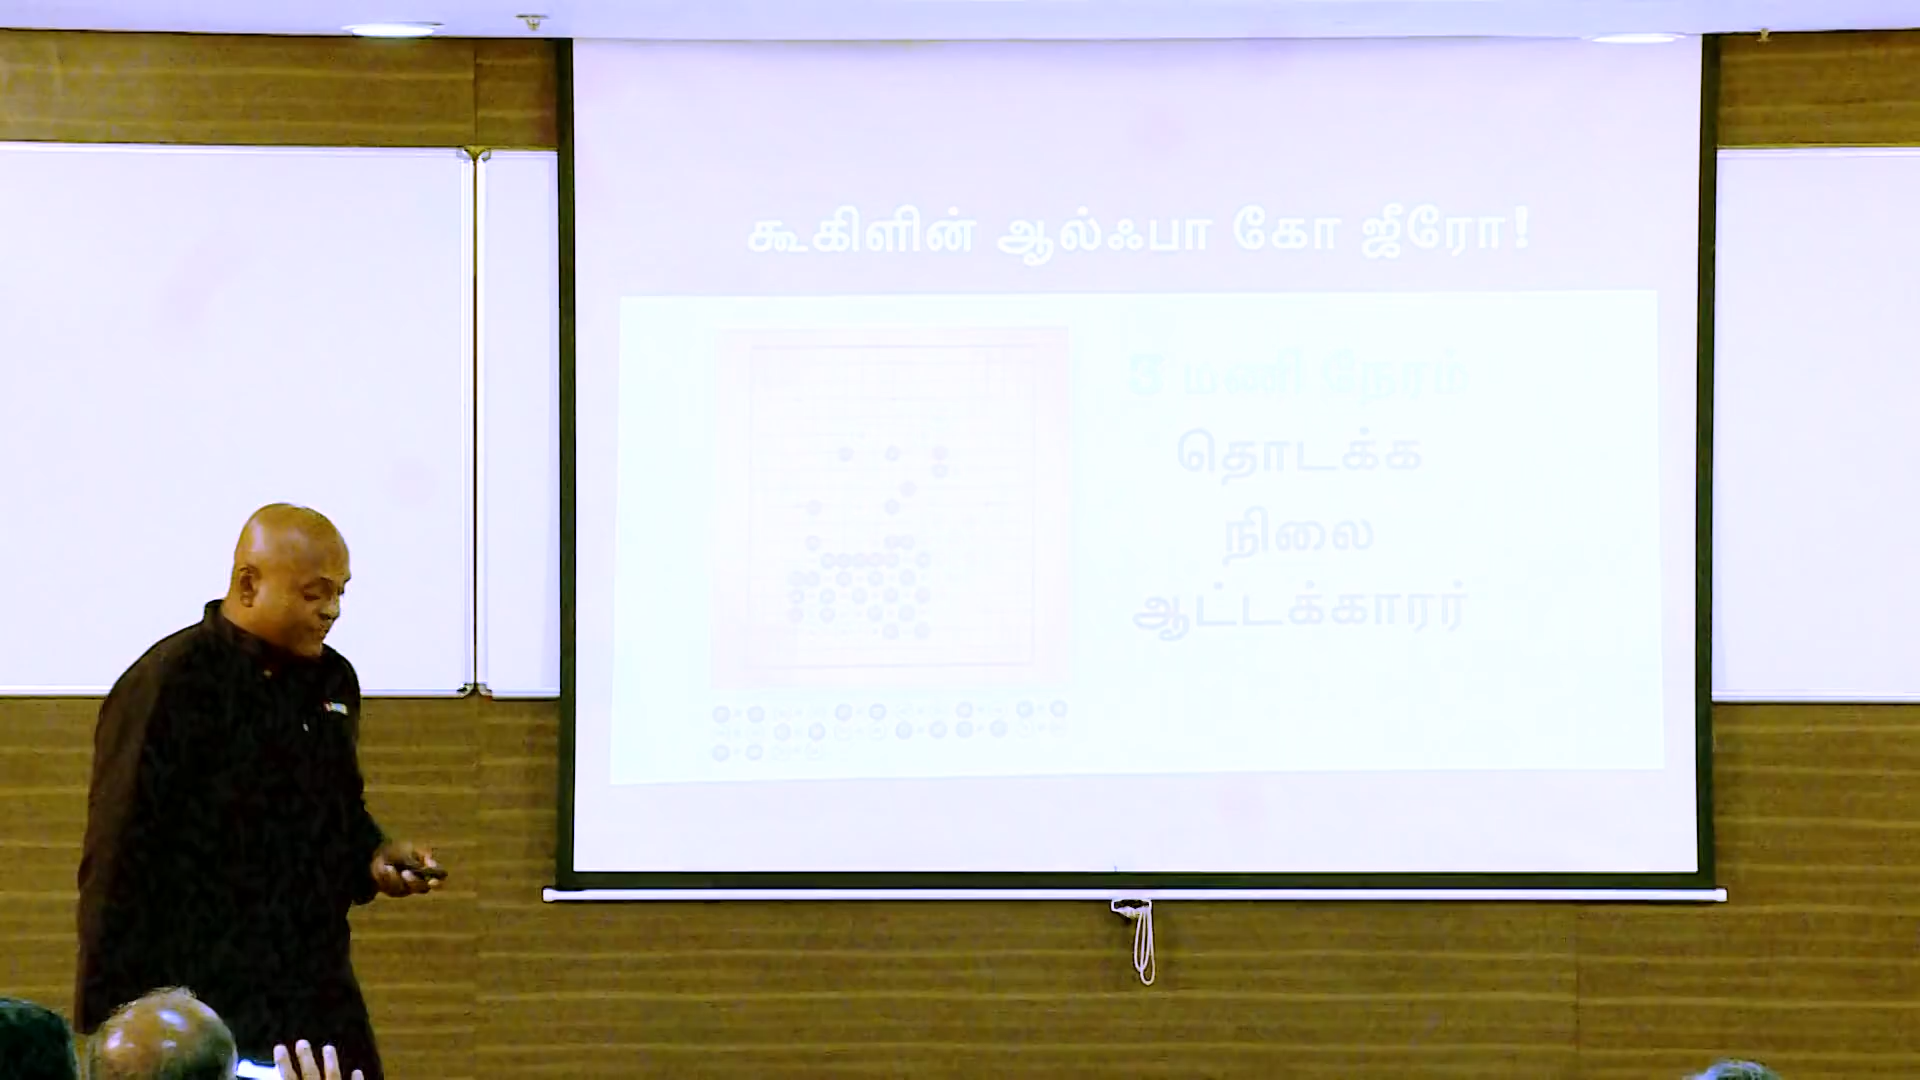 கூகிளின் ஆல்ஃபா கோ ஜீரோ!
3 மணி நேரம்
தொடக்க
நிலை
ஆட்டக்காரர்